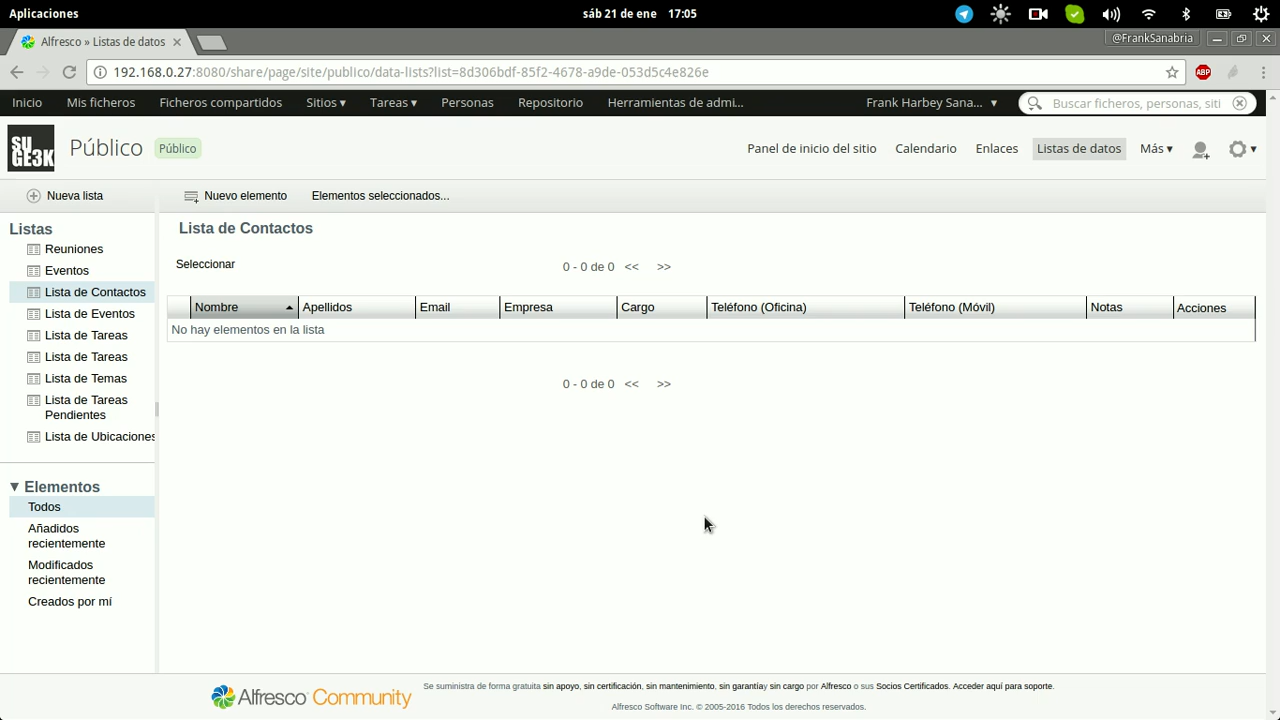 Aplicaciones
sáb 21 de ene 17:05
Alfresco » Listas de datos
@FrankSanabria
192.168.0.27:8080/share/page/site/publico/data-lists?list=8d306bdf-85f2-4678-a9de-053d5c4e826e
ABP
Inicio Mis ficheros Ficheros compartidos Sitios ▾ Tareas ▾ Personas Repositorio Herramientas de admi... Frank Harbey Sana... ▾ Buscar ficheros, personas, siti
SU
GE3K
Público Público
Panel de inicio del sitio Calendario Enlaces Listas de datos Más ▾
Nueva lista Nuevo elemento Elementos seleccionados...
Listas
Reuniones
Eventos
Lista de Contactos
Lista de Eventos
Lista de Tareas
Lista de Tareas
Lista de Temas
Lista de Tareas
Pendientes
Lista de Ubicaciones
Elementos
Todos
Añadidos
recientemente
Modificados
recientemente
Creados por mí
Lista de Contactos
Seleccionar
0 - 0 de 0 << >>
Nombre Apellidos Email Empresa Cargo Teléfono (Oficina) Teléfono (Móvil) Notas Acciones
No hay elementos en la lista
0 - 0 de 0 << >>
Alfresco Community
Se suministra de forma gratuita sin apoyo, sin certificación, sin mantenimiento, sin garantíay sin cargo por Alfresco o sus Socios Certificados. Acceder aquí para soporte.
Alfresco Software Inc. © 2005-2016 Todos los derechos reservados.